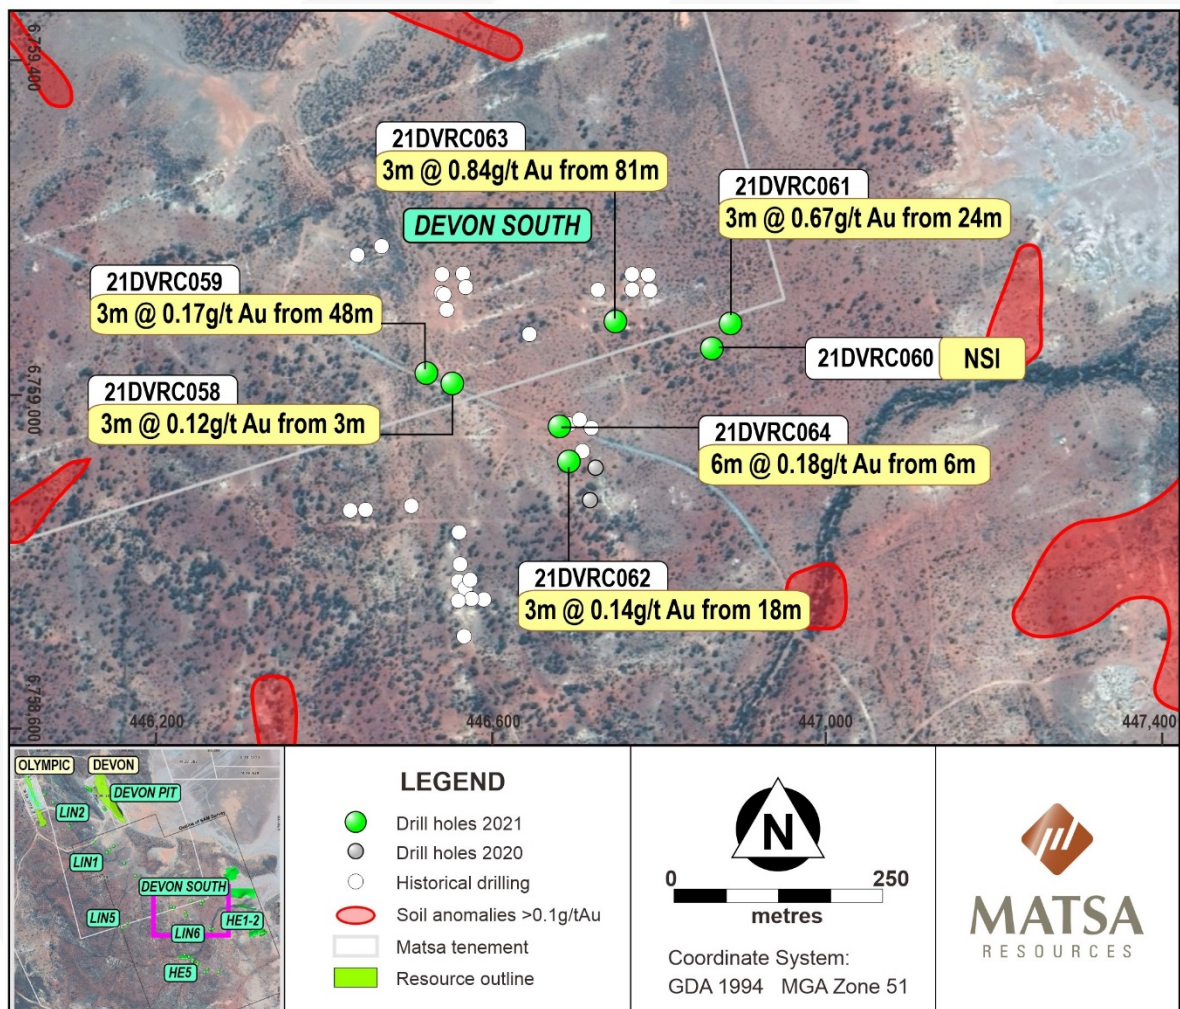 6,759,400
21DVRC063
3m @ 0.84g/t Au from 81m
21DVRC061
3m @ 0.67g/t Au from 24m
DEVON SOUTH
21DVRC059
3m @ 0.17g/t Au from 48m
21DVRC060 NSI
21DVRC058
3m @ 0.12g/t Au from 3m
6,759,000
21DVRC064
6m @ 0.18g/t Au from 6m
21DVRC062
3m @ 0.14g/t Au from 18m
6,758,600
446,200
446,600
447,000
447,400
OLYMPIC
DEVON
DEVON PIT
LIN2
LIN1
DEVON SOUTH
LIN5
LIN6
HE1-2
HE5
LEGEND
Drill holes 2021
Drill holes 2020
Historical drilling
Soil anomalies >0.1g/tAu
Matsa tenement
Resource outline
N
0 250
metres
Coordinate System:
GDA 1994 MGA Zone 51
MATSA
RESOURCES